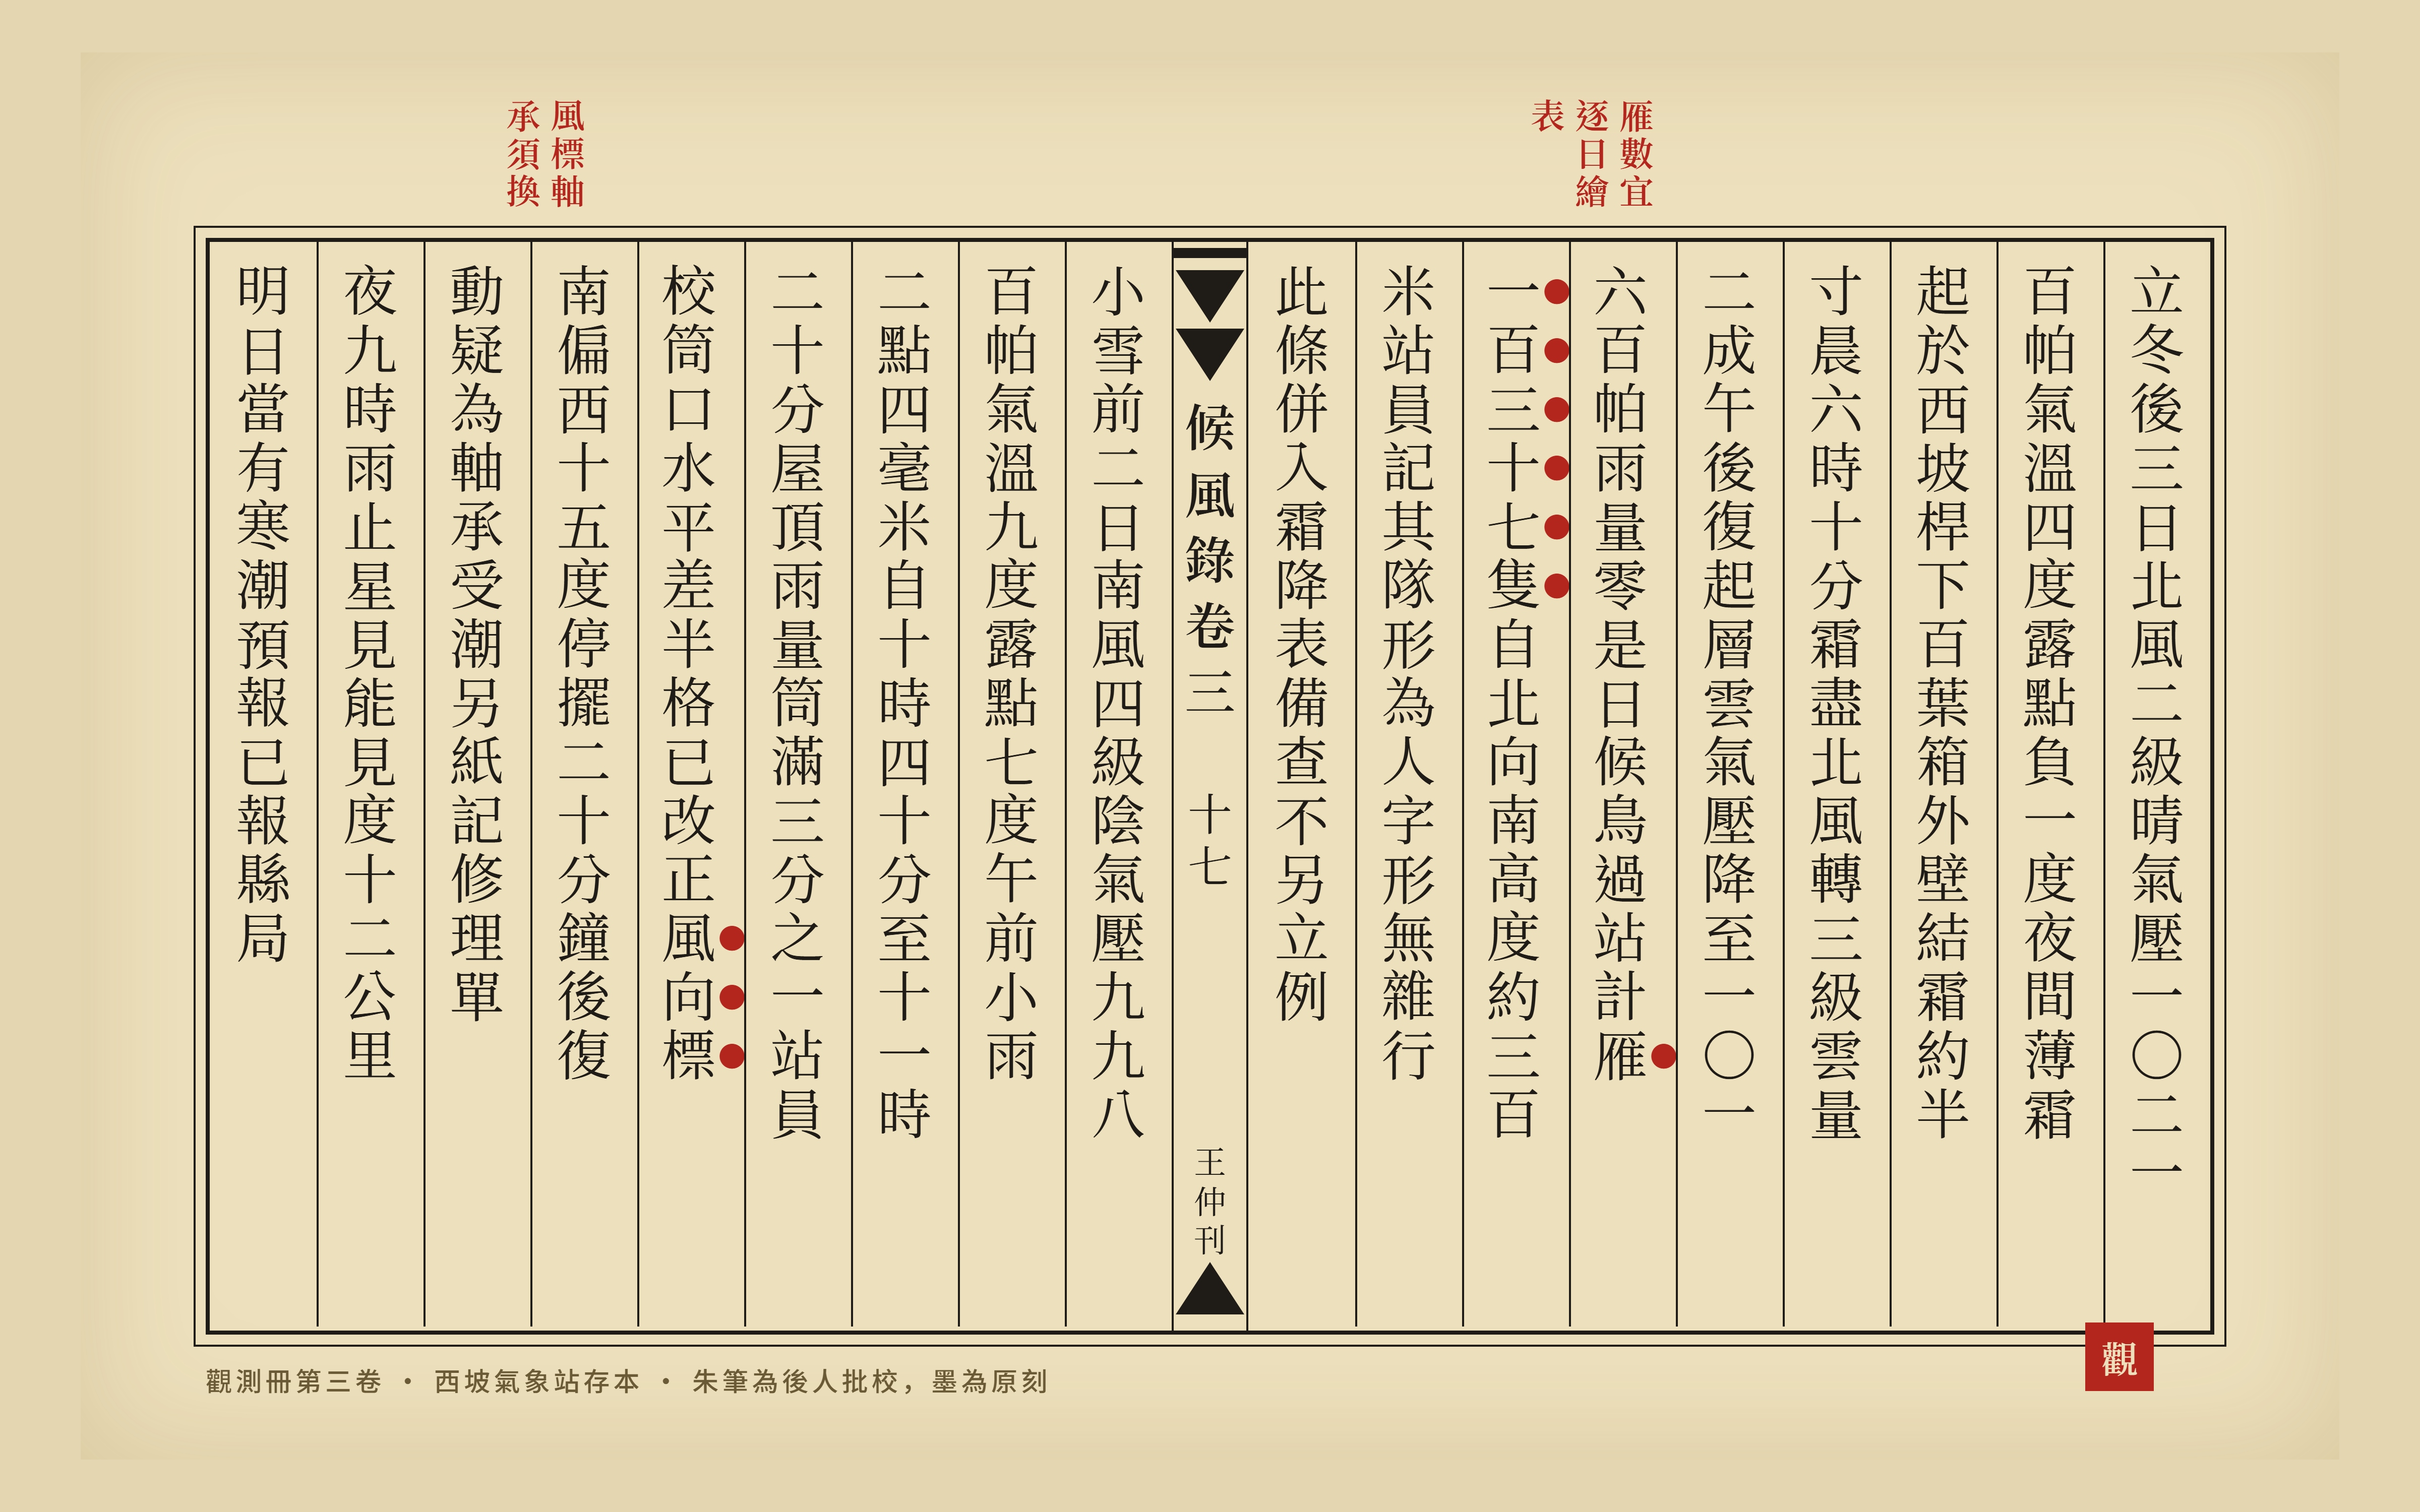 雁數宜
逐日繪
表
風標軸
承須換
立冬後三日北風二級晴氣壓一〇二一
百帕氣溫四度露點負一度夜間薄霜
起於西坡桿下百葉箱外壁結霜約半
寸晨六時十分霜盡北風轉三級雲量
二成午後復起層雲氣壓降至一〇一
六百帕雨量零是日候鳥過站計雁
一百三十七隻自北向南高度約三百
米站員記其隊形為人字形無雜行
此條併入霜降表備查不另立例
候風錄卷三
十七
王仲刊
小雪前二日南風四級陰氣壓九九八
百帕氣溫九度露點七度午前小雨
二點四毫米自十時四十分至十一時
二十分屋頂雨量筒滿三分之一站員
校筒口水平差半格已改正風向標
南偏西十五度停擺二十分鐘後復
動疑為軸承受潮另紙記修理單
夜九時雨止星見能見度十二公里
明日當有寒潮預報已報縣局
觀測冊第三卷 · 西坡氣象站存本 · 朱筆為後人批校，墨為原刻
觀